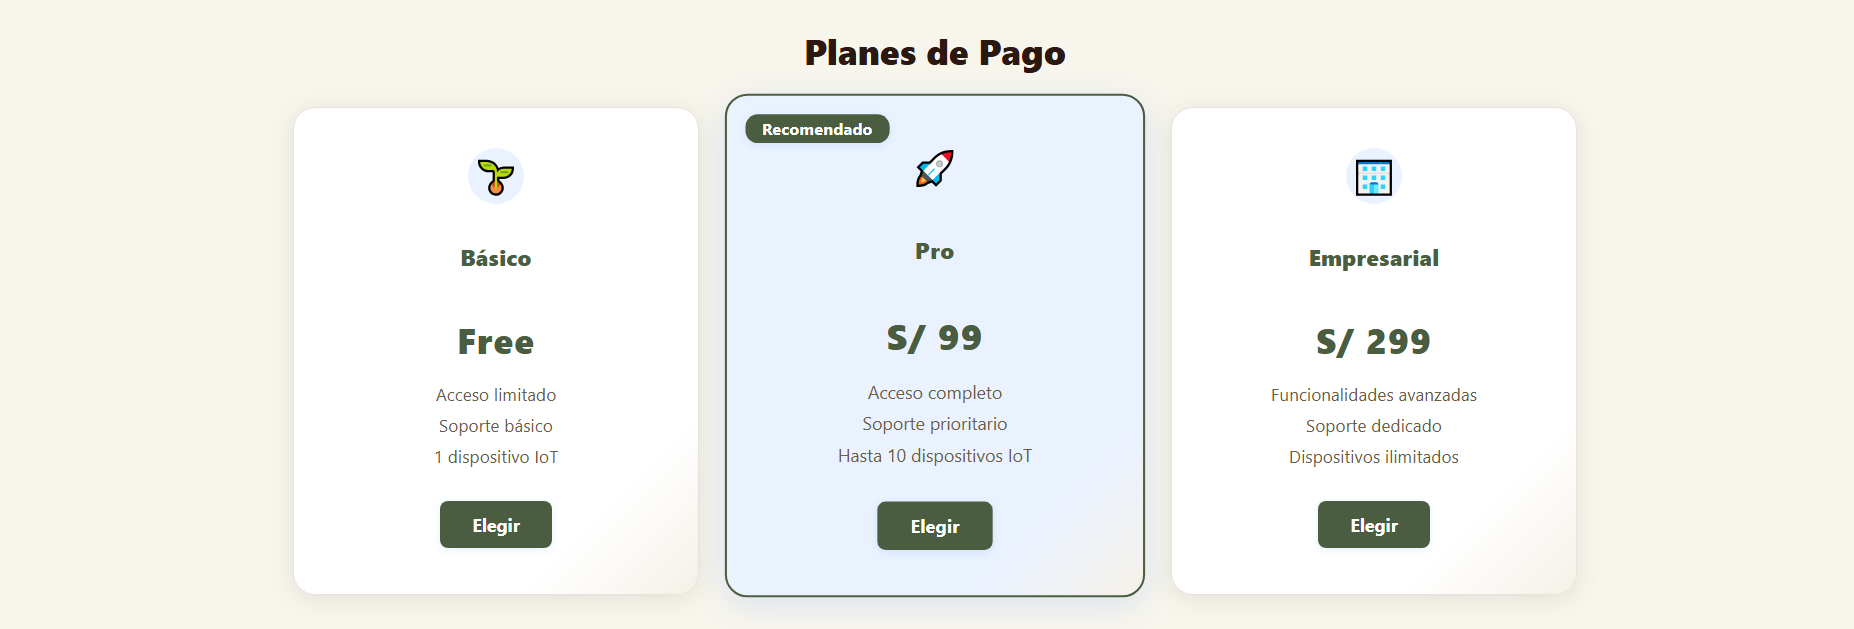 Planes de Pago
Básico
Free
Acceso limitado
Soporte básico
1 dispositivo IoT
Elegir
Recomendado
Pro
S/ 99
Acceso completo
Soporte prioritario
Hasta 10 dispositivos IoT
Elegir
Empresarial
S/ 299
Funcionalidades avanzadas
Soporte dedicado
Dispositivos ilimitados
Elegir